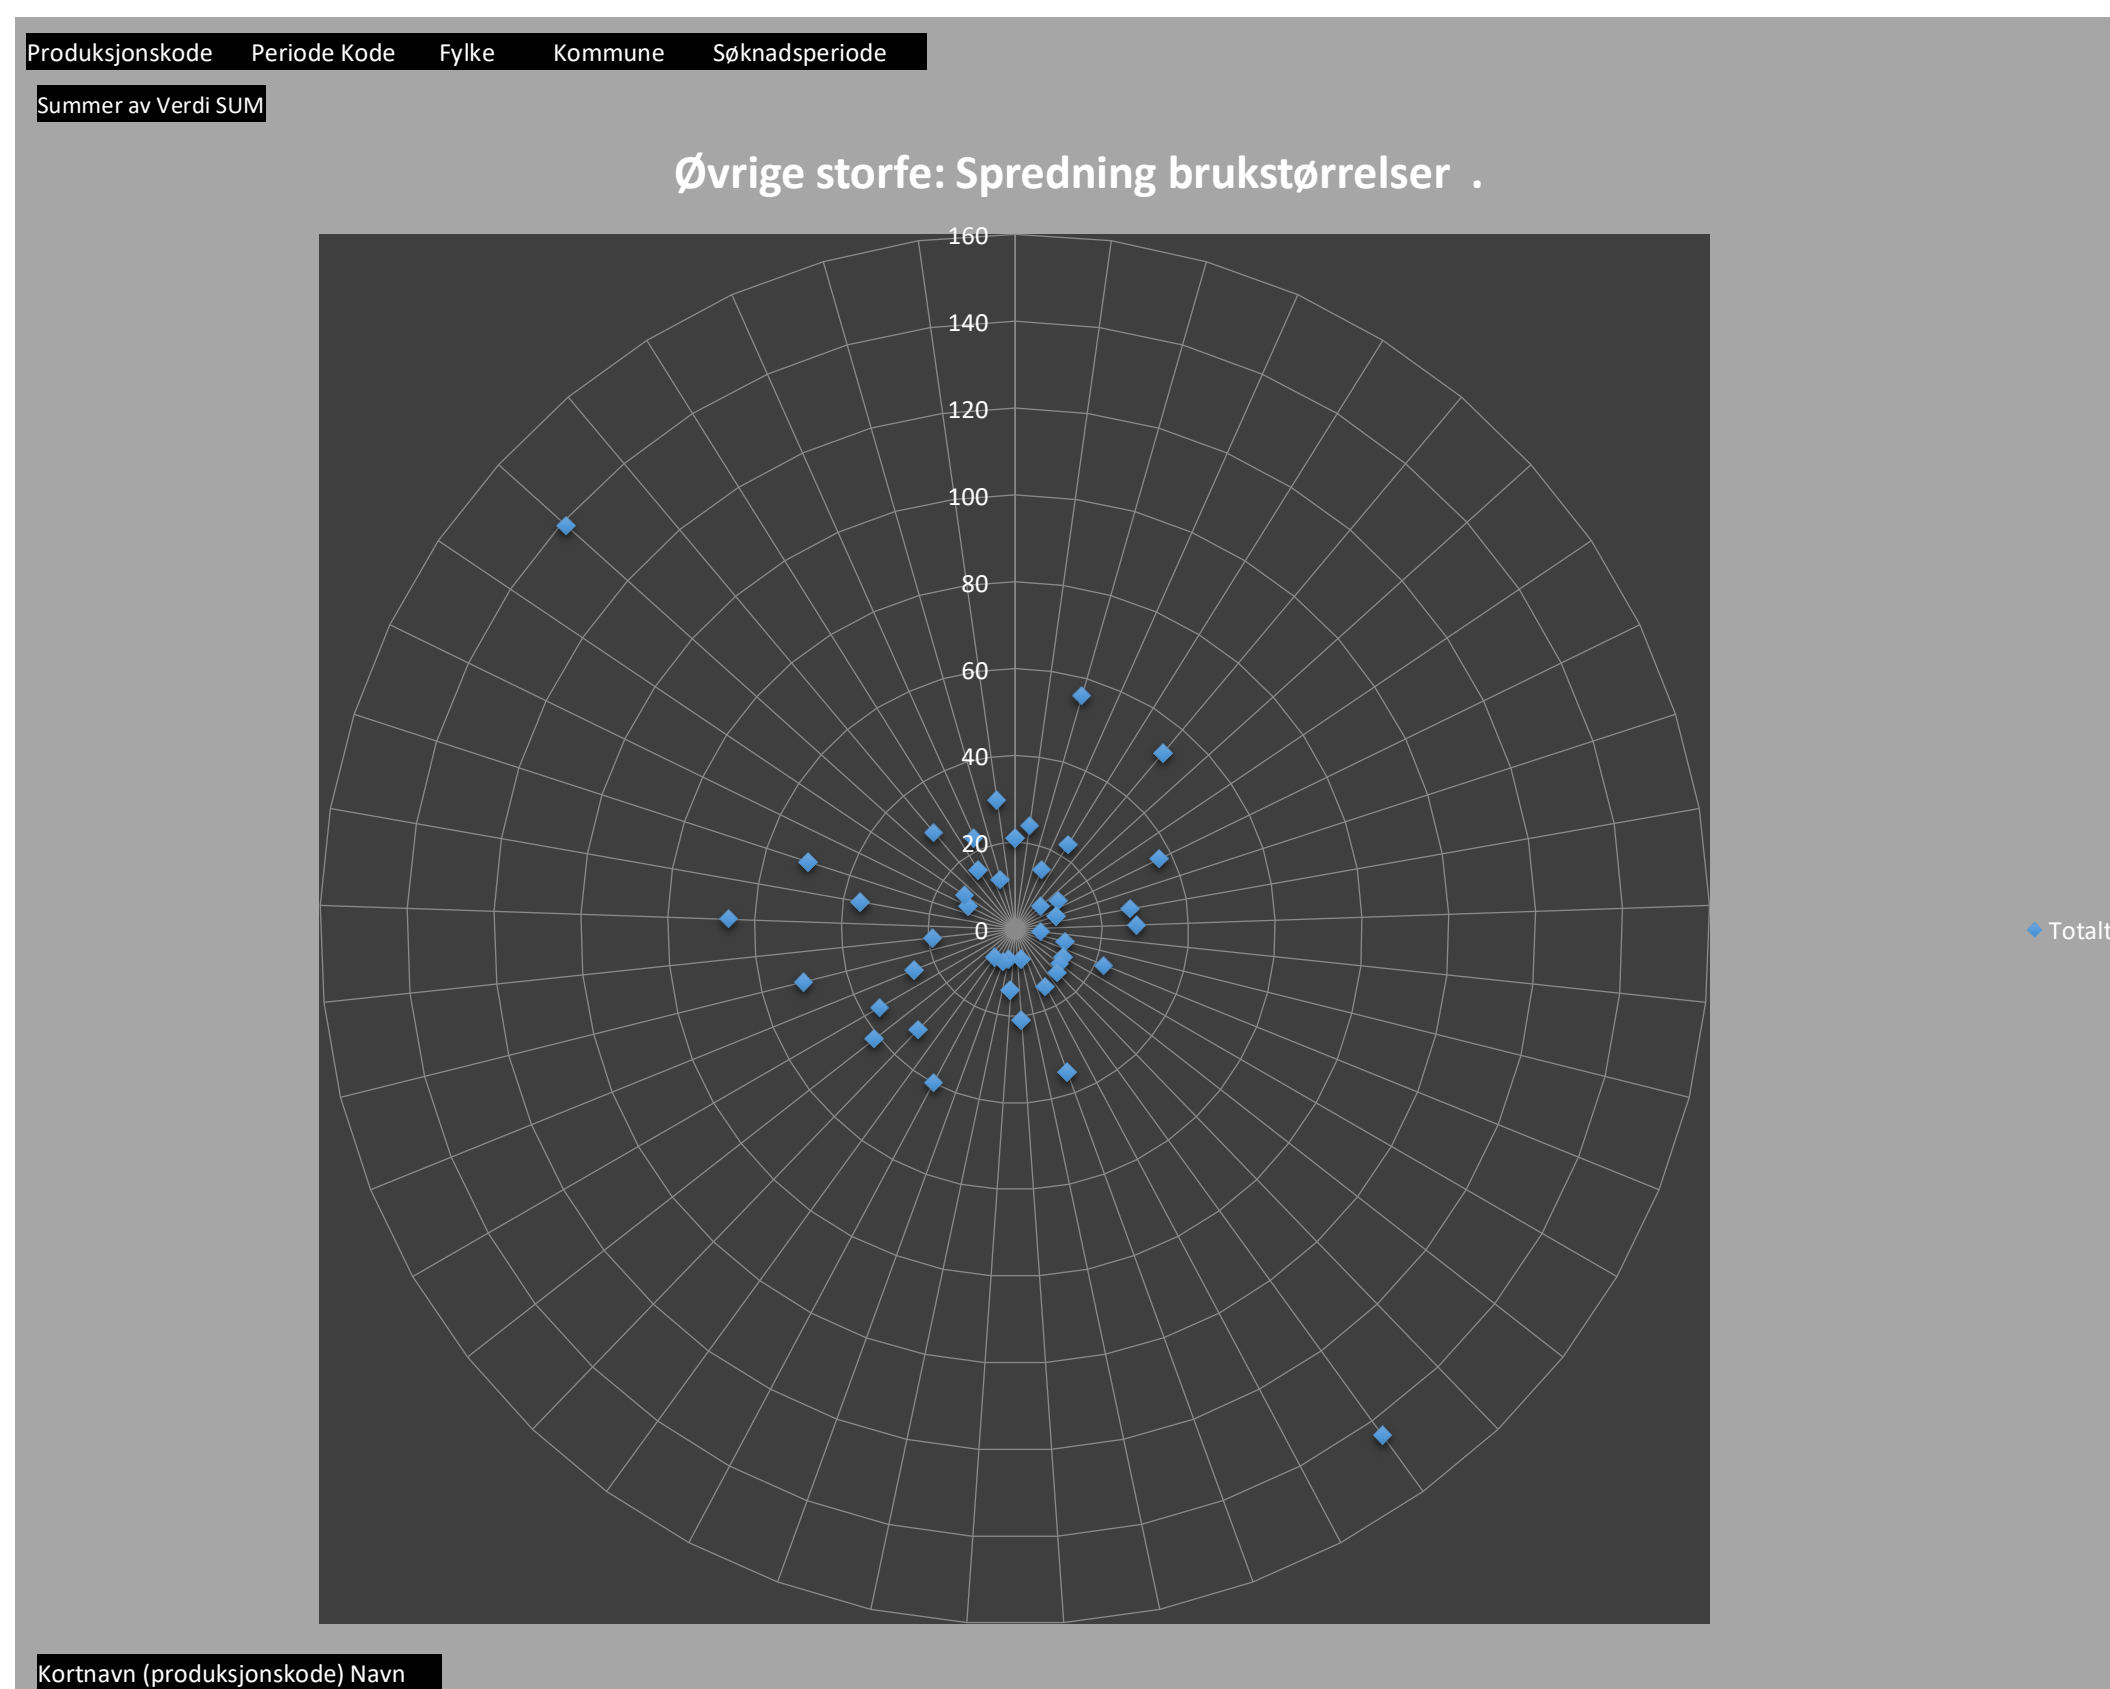 Produksjonskode Periode Kode Fylke Kommune Søknadsperiode
Summer av Verdi SUM
Øvrige storfe: Spredning brukstørrelser .
160
140
120
100
80
60
40
20
0
Totalt
Kortnavn (produksjonskode) Navn